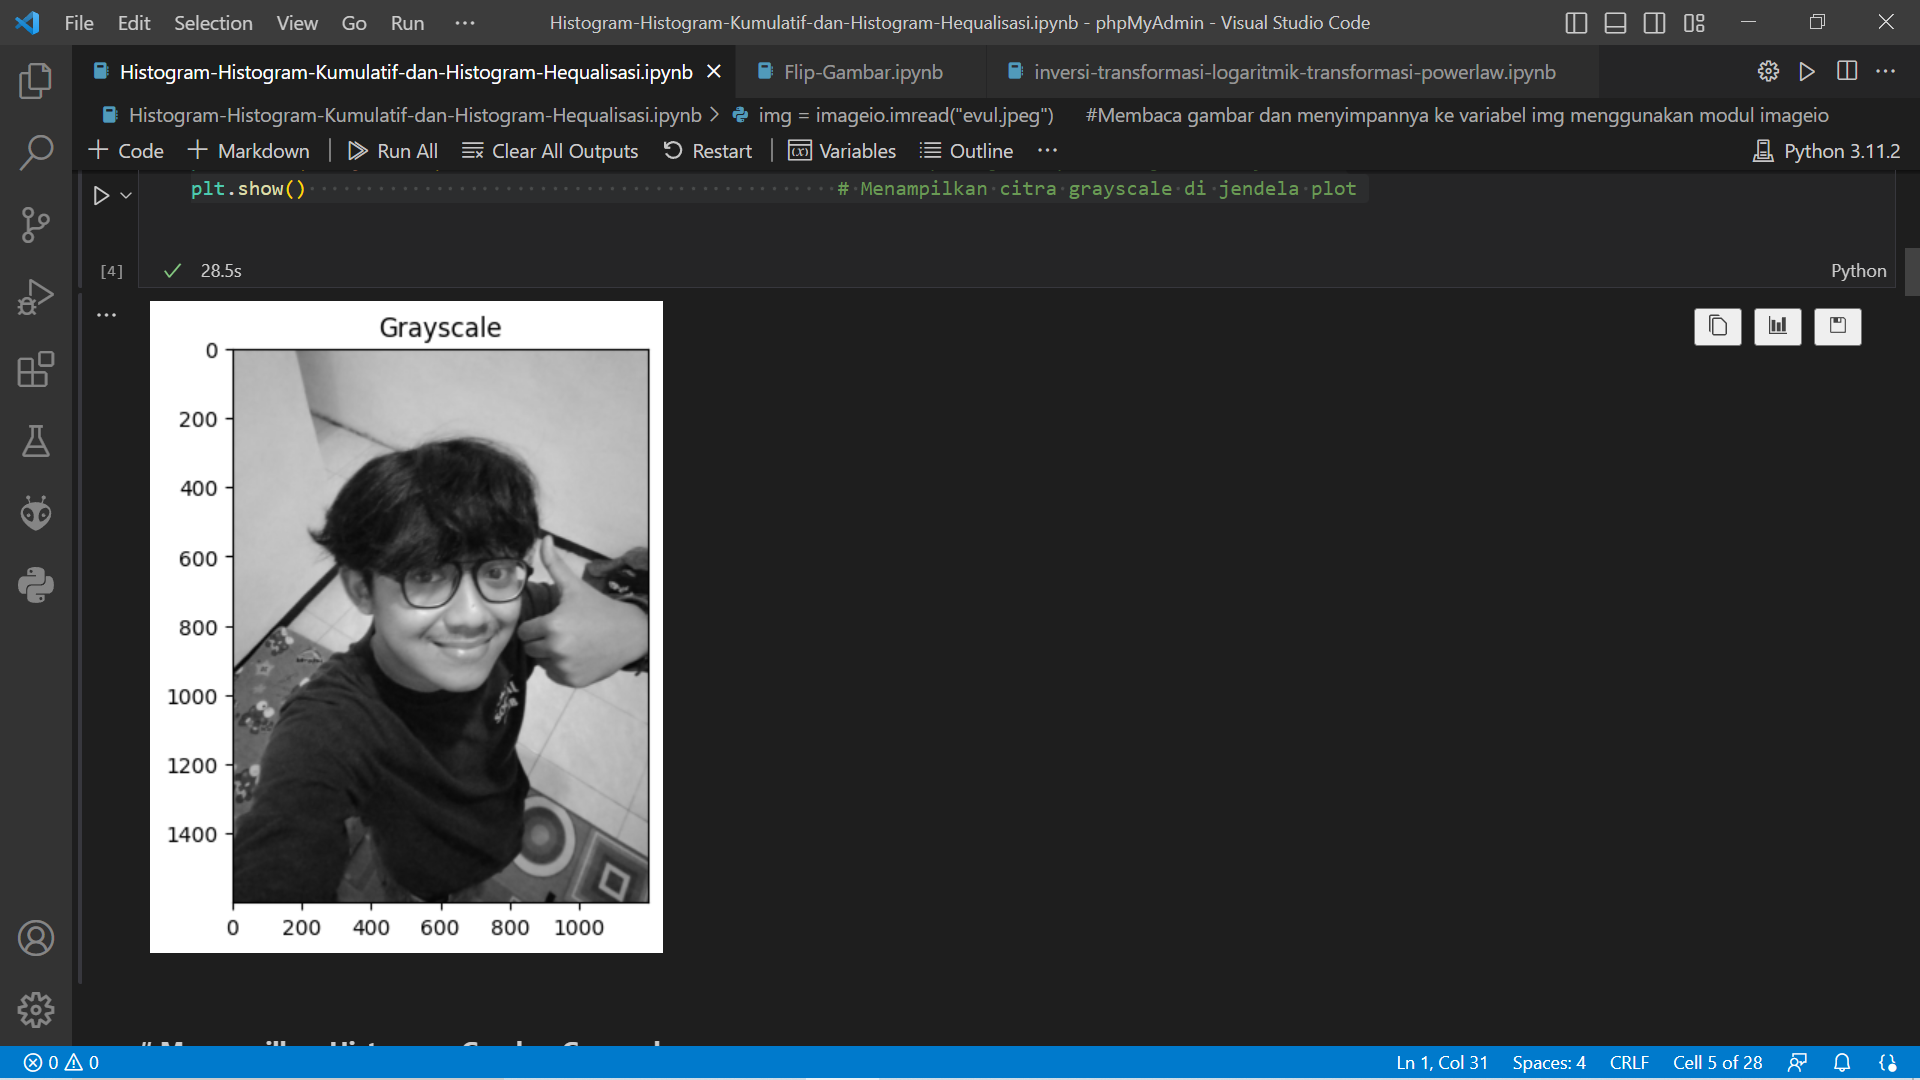 File Edit Selection View Go Run ··· Histogram-Histogram-Kumulatif-dan-Histogram-Hequalisasi.ipynb - phpMyAdmin - Visual Studio Code
Histogram-Histogram-Kumulatif-dan-Histogram-Hequalisasi.ipynb Flip-Gambar.ipynb inversi-transformasi-logaritmik-transformasi-powerlaw.ipynb
Histogram-Histogram-Kumulatif-dan-Histogram-Hequalisasi.ipynb > img = imageio.imread("evul.jpeg") #Membaca gambar dan menyimpannya ke variabel img menggunakan modul imageio
Code Markdown Run All Clear All Outputs Restart Variables Outline ··· Python 3.11.2
plt.show() # Menampilkan citra grayscale di jendela plot
[4] 28.5s Python
Grayscale
0
200
400
600
800
1000
1200
1400
0 200 400 600 800 1000
0 0 Ln 1, Col 31 Spaces: 4 CRLF Cell 5 of 28